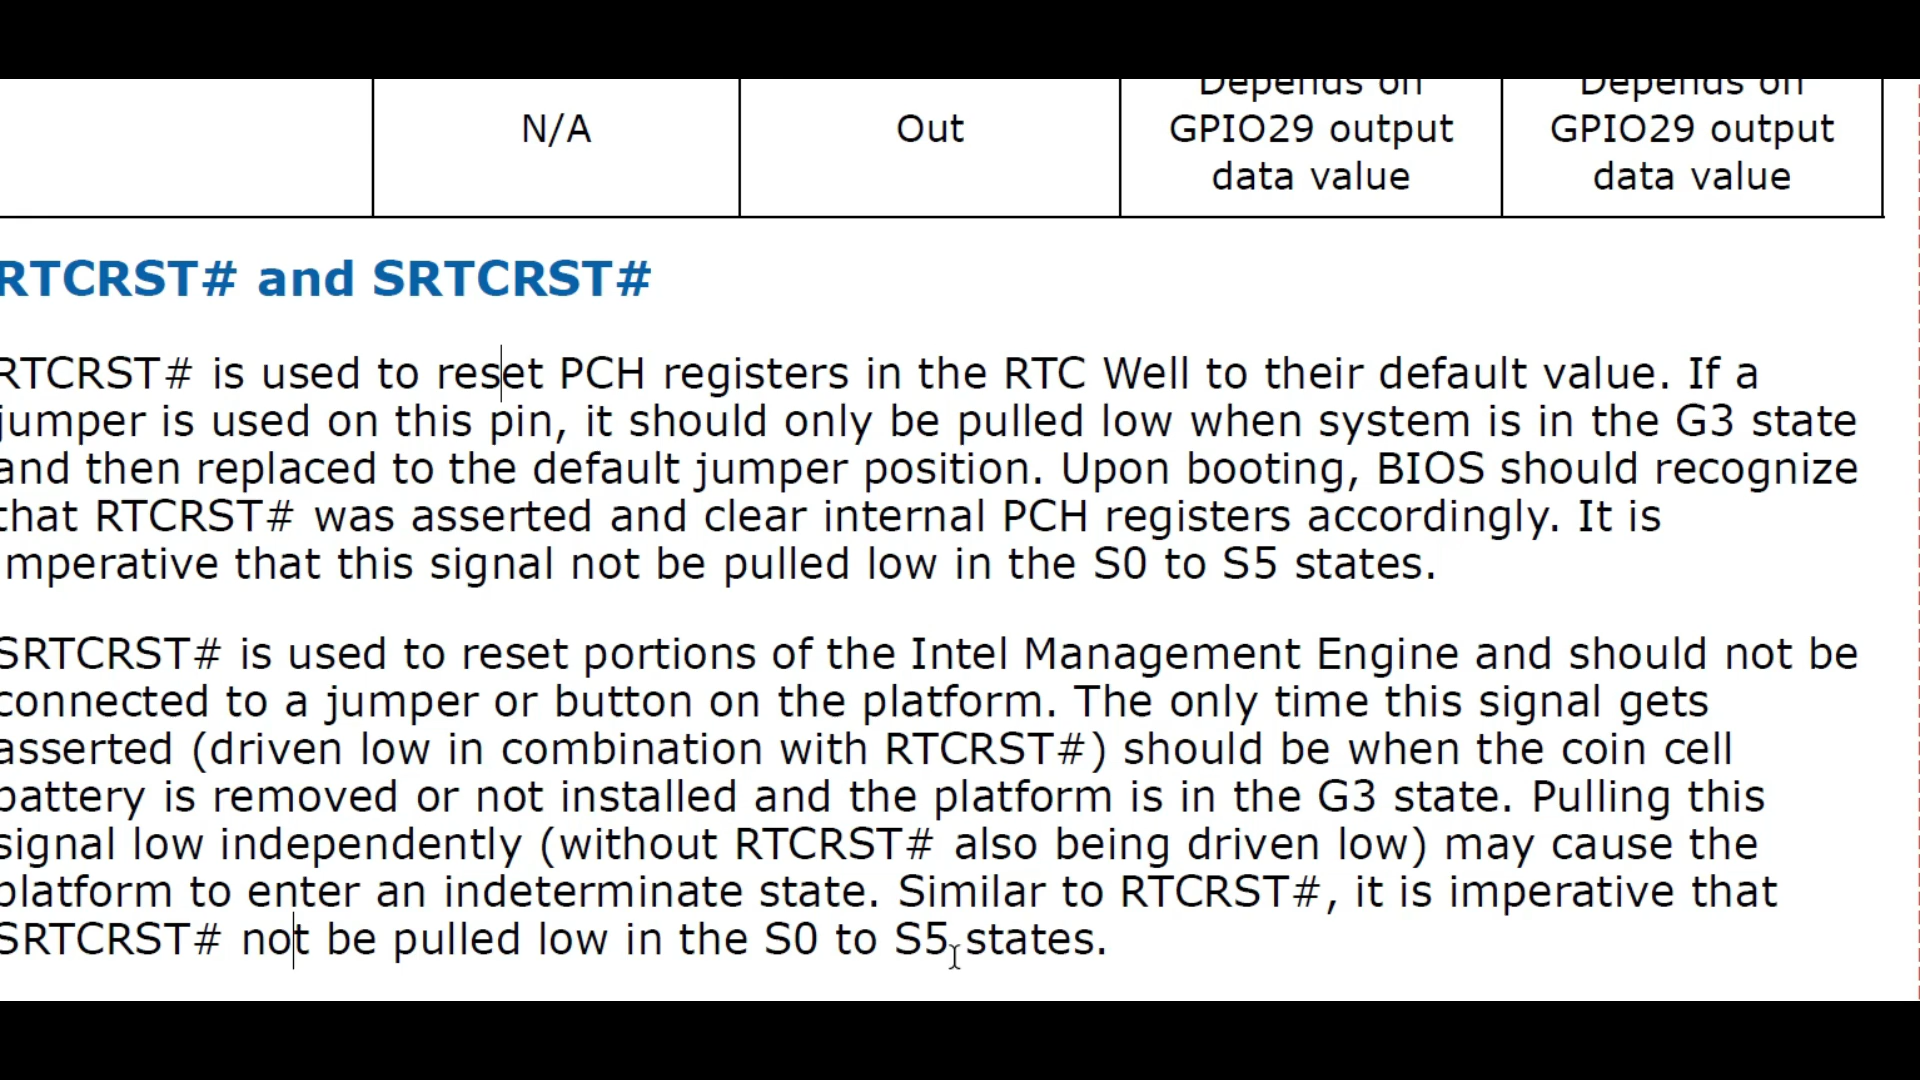 Depends on Depends on
N/A Out GPIO29 output GPIO29 output
data value data value
RTCRST# and SRTCRST#
RTCRST# is used to reset PCH registers in the RTC Well to their default value. If a
jumper is used on this pin, it should only be pulled low when system is in the G3 state
and then replaced to the default jumper position. Upon booting, BIOS should recognize
that RTCRST# was asserted and clear internal PCH registers accordingly. It is
imperative that this signal not be pulled low in the S0 to S5 states.
SRTCRST# is used to reset portions of the Intel Management Engine and should not be
connected to a jumper or button on the platform. The only time this signal gets
asserted (driven low in combination with RTCRST#) should be when the coin cell
battery is removed or not installed and the platform is in the G3 state. Pulling this
signal low independently (without RTCRST# also being driven low) may cause the
platform to enter an indeterminate state. Similar to RTCRST#, it is imperative that
SRTCRST# not be pulled low in the S0 to S5 states.